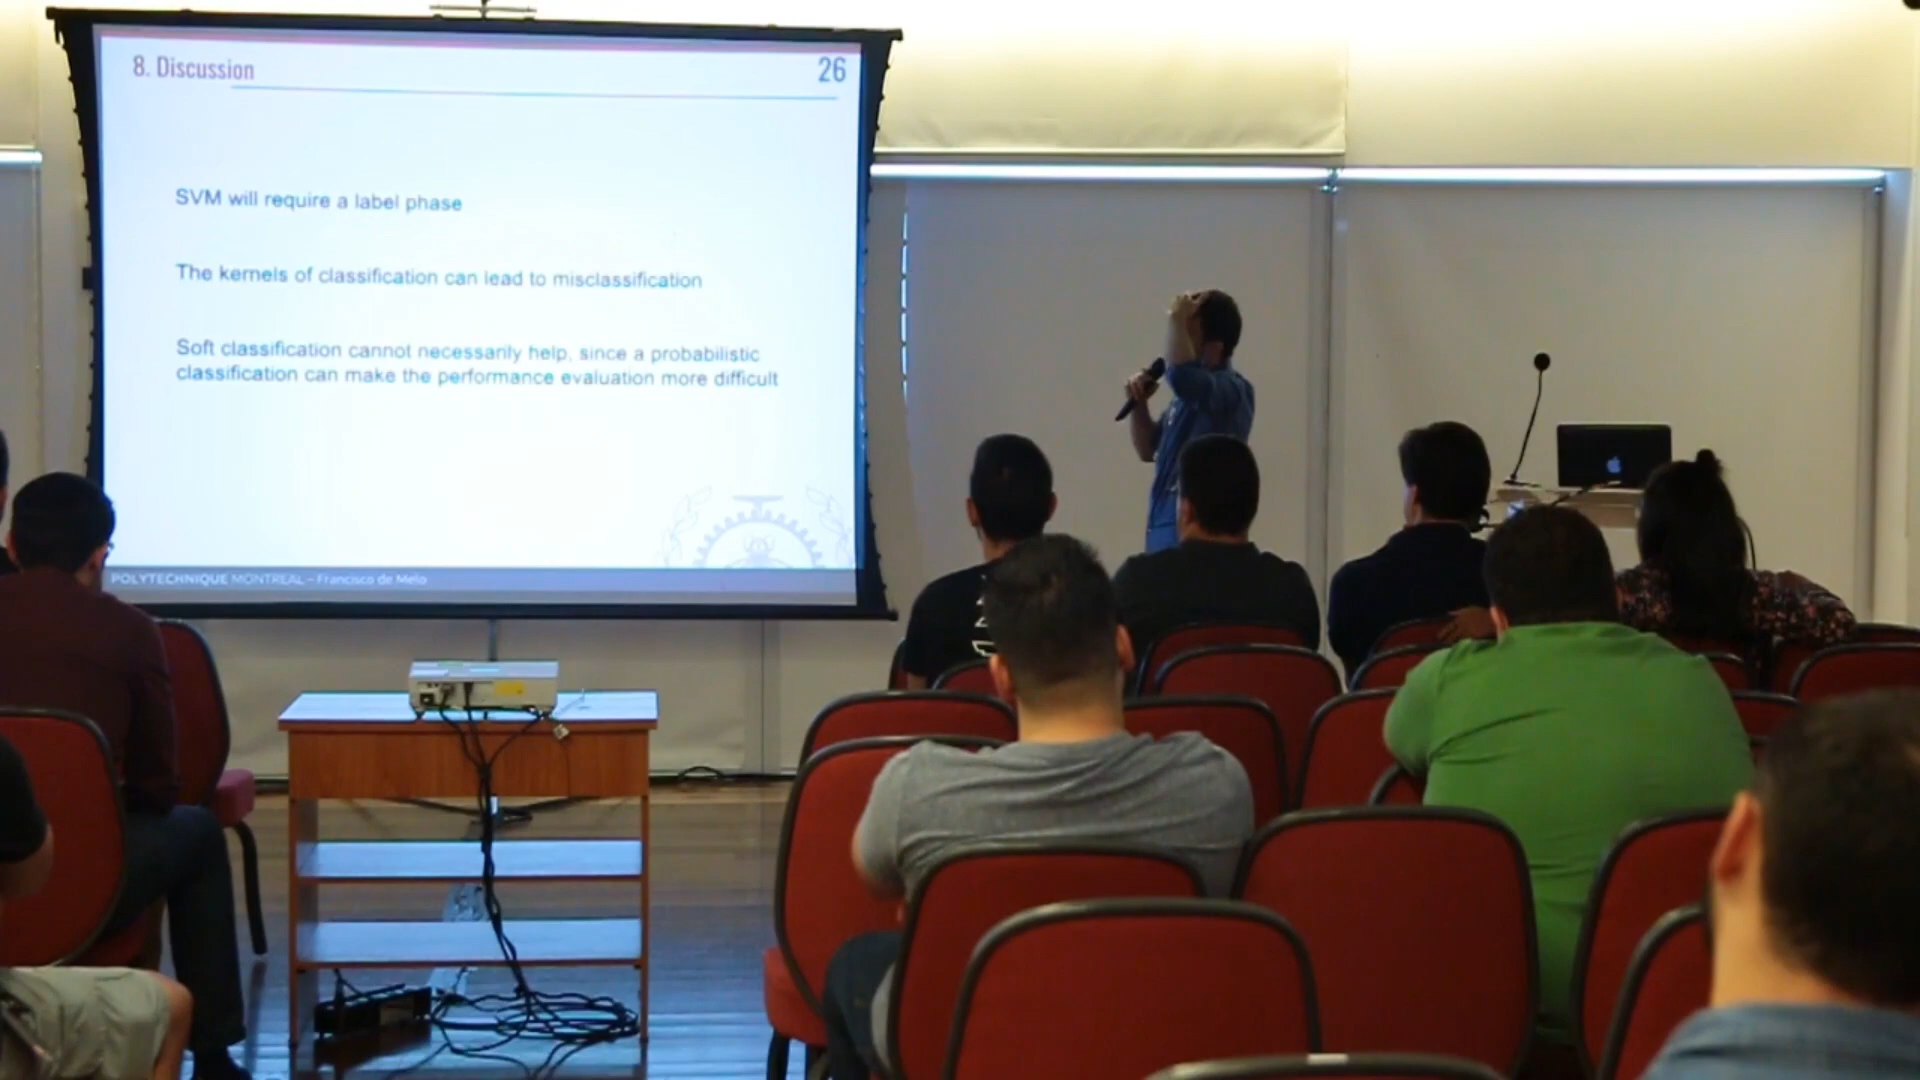 8. Discussion
26
SVM will require a label phase
The kernels of classification can lead to misclassification
Soft classification cannot necessarily help, since a probabilistic
classification can make the performance evaluation more difficult
POLYTECHNIQUE MONTREAL – Francisco de Melo